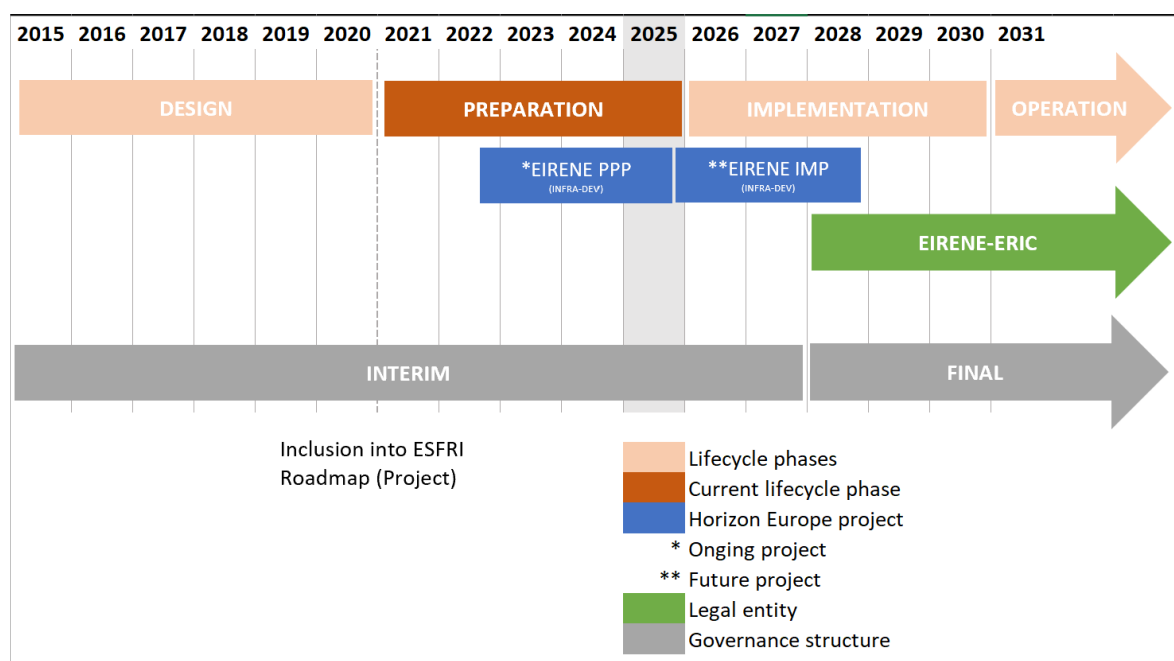 2015 2016 2017 2018 2019 2020 2021 2022 2023 2024 2025 2026 2027 2028 2029 2030 2031
DESIGN PREPARATION IMPLEMENTATION OPERATION
*EIRENE PPP
(INFRA-DEV)
**EIRENE IMP
(INFRA-DEV)
EIRENE-ERIC
INTERIM FINAL
Inclusion into ESFRI
Roadmap (Project)
Lifecycle phases
Current lifecycle phase
Horizon Europe project
* Onging project
** Future project
Legal entity
Governance structure